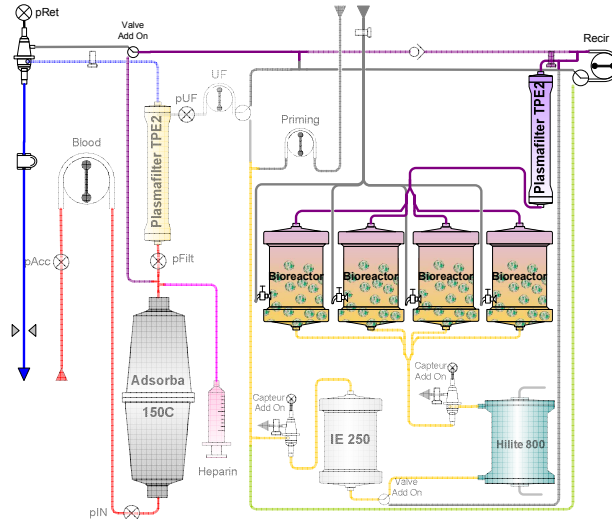 pRet
Valve
Add On
Recir
UF
pUF
Plasmafilter TPE2
Plasmafilter TPE2
Priming
Blood
pAcc
pFilt
Bioreactor
Bioreactor
Bioreactor
Bioreactor
Adsorba
150C
Capteur
Add On
Capteur
Add On
IE 250
Hilite 800
Heparin
Valve
Add On
pIN